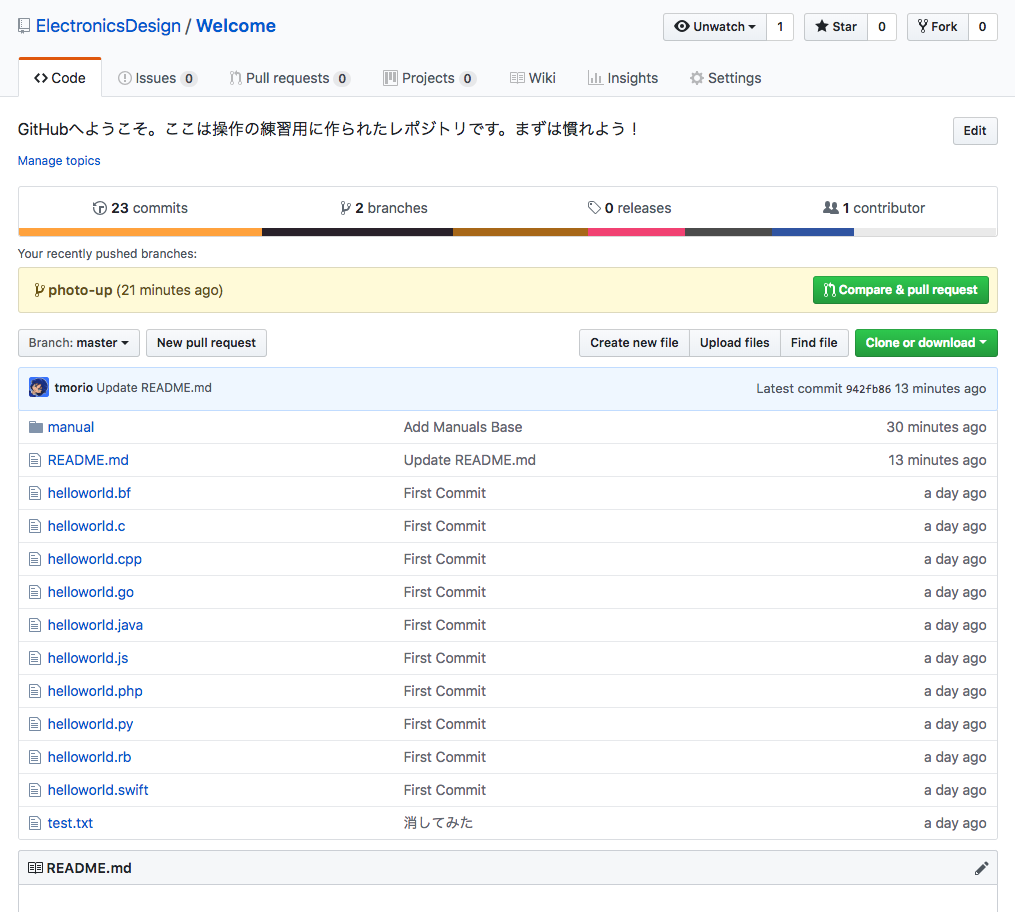 ElectronicsDesign / Welcome
Unwatch 1 Star 0 Fork 0
Code Issues 0 Pull requests 0 Projects 0 Wiki Insights Settings
GitHubへようこそ。ここは操作の練習用に作られたレポジトリです。まずは慣れよう！
Edit
Manage topics
23 commits 2 branches 0 releases 1 contributor
Your recently pushed branches:
photo-up (21 minutes ago) Compare & pull request
Branch: master New pull request Create new file Upload files Find file Clone or download
tmorio Update README.md Latest commit 942fb86 13 minutes ago
manual Add Manuals Base 30 minutes ago
README.md Update README.md 13 minutes ago
helloworld.bf First Commit a day ago
helloworld.c First Commit a day ago
helloworld.cpp First Commit a day ago
helloworld.go First Commit a day ago
helloworld.java First Commit a day ago
helloworld.js First Commit a day ago
helloworld.php First Commit a day ago
helloworld.py First Commit a day ago
helloworld.rb First Commit a day ago
helloworld.swift First Commit a day ago
test.txt 消してみた a day ago
README.md